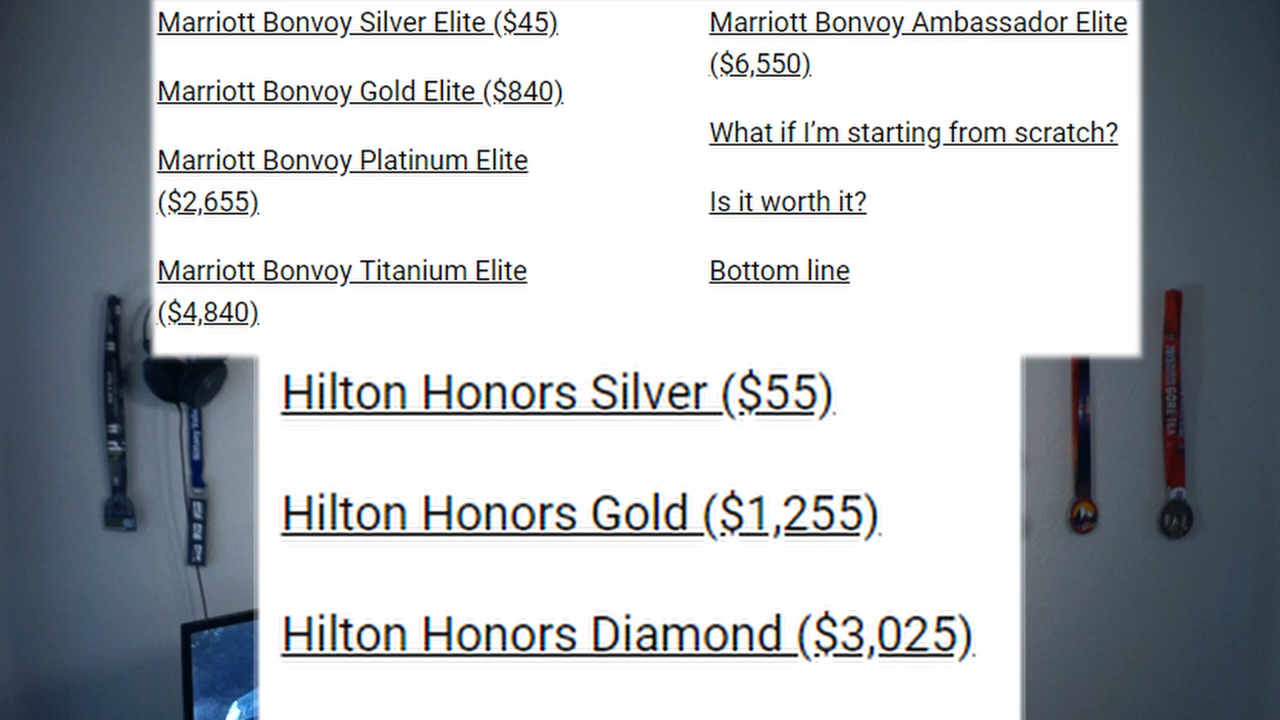 Marriott Bonvoy Silver Elite ($45)
Marriott Bonvoy Gold Elite ($840)
Marriott Bonvoy Platinum Elite
($2,655)
Marriott Bonvoy Titanium Elite
($4,840)
Marriott Bonvoy Ambassador Elite
($6,550)
What if I’m starting from scratch?
Is it worth it?
Bottom line
Hilton Honors Silver ($55)
Hilton Honors Gold ($1,255)
Hilton Honors Diamond ($3,025)